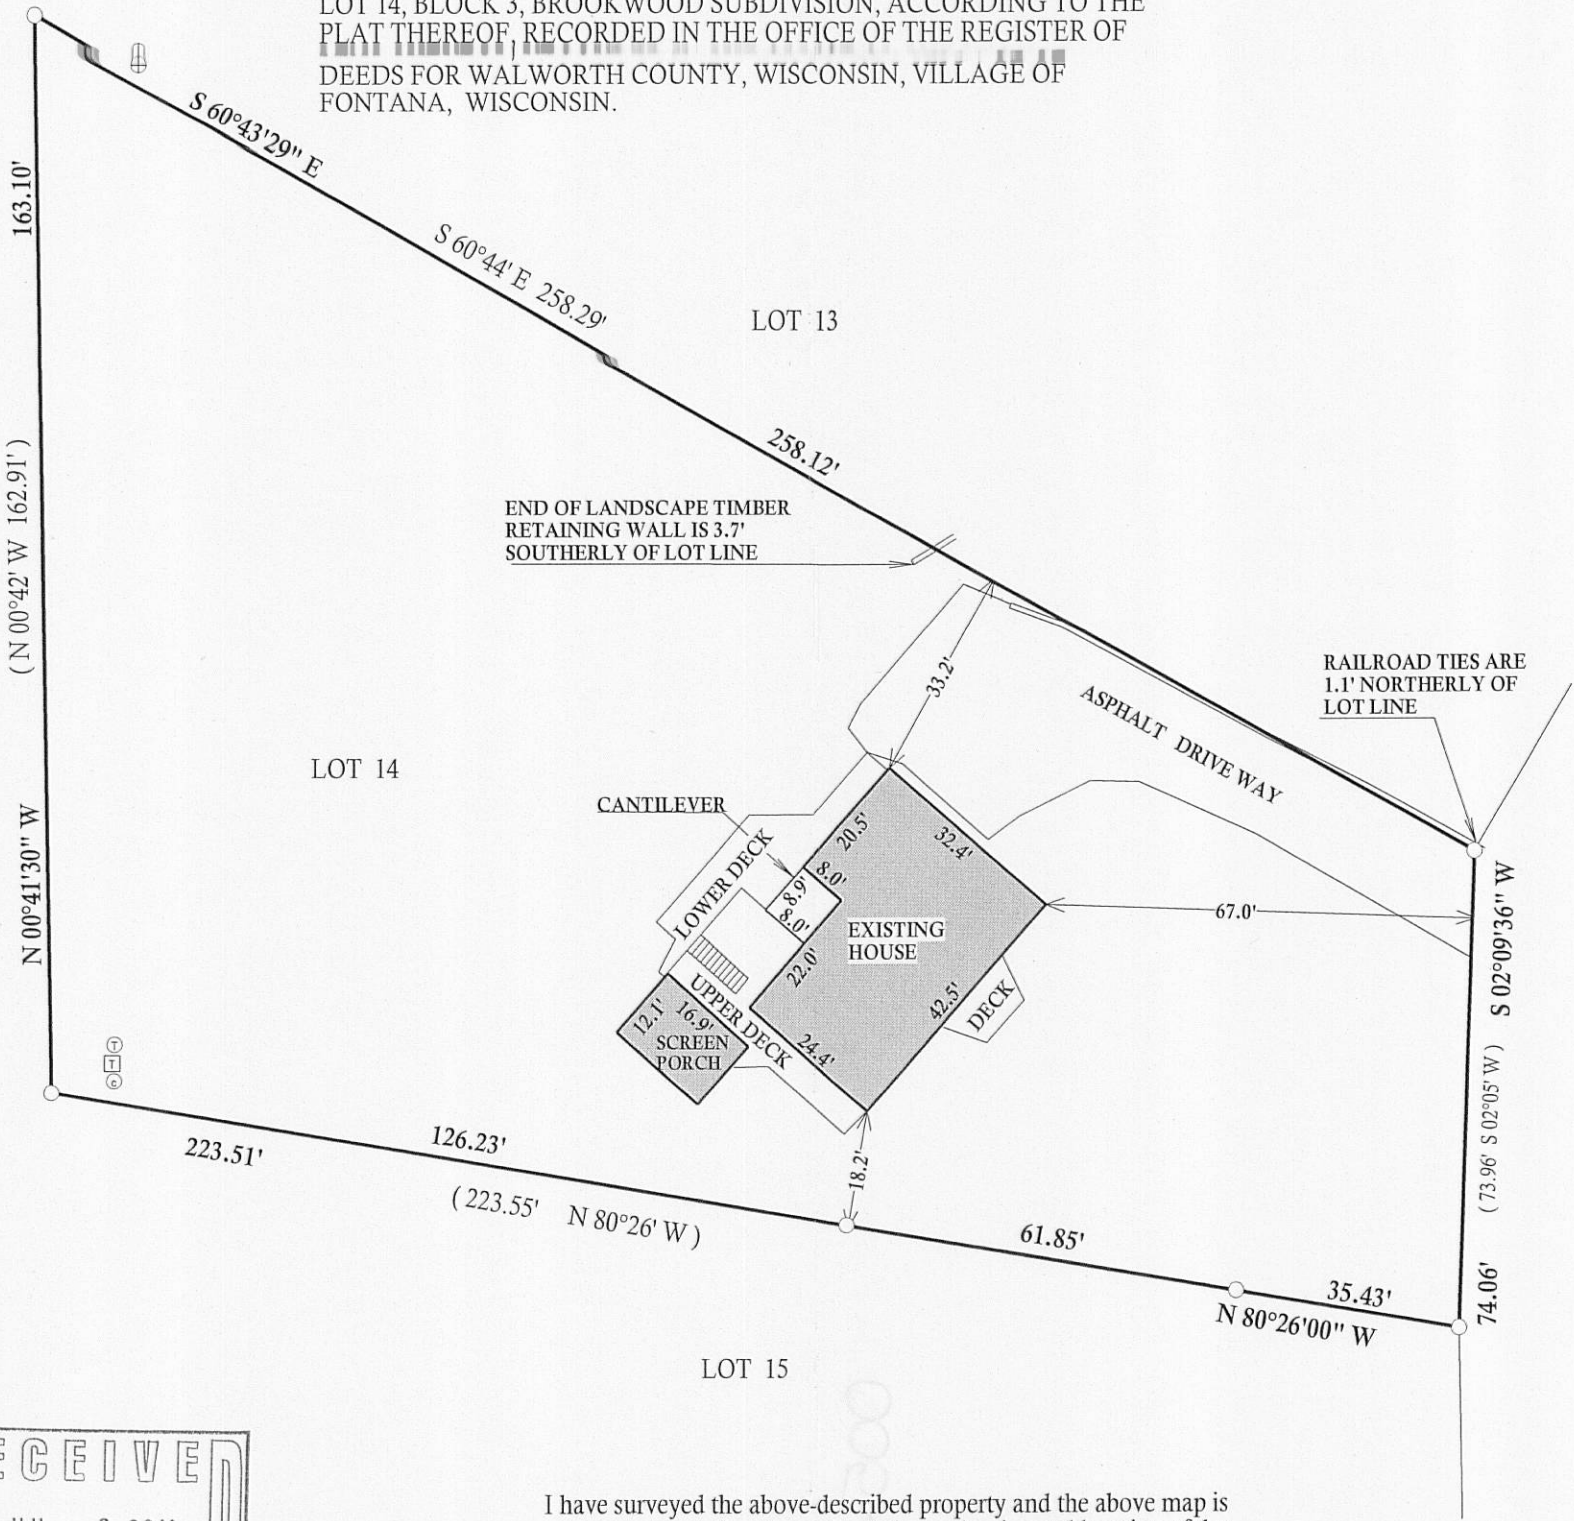 LOT 14, BLOCK 3, BROOKWOOD SUBDIVISION, ACCORDING TO THE
PLAT THEREOF, RECORDED IN THE OFFICE OF THE REGISTER OF
DEEDS FOR WALWORTH COUNTY, WISCONSIN, VILLAGE OF
FONTANA, WISCONSIN.
S 60°43'29" E
163.10'
S 60°44' E 258.29'
LOT 13
258.12'
( N 00°42' W 162.91' )
END OF LANDSCAPE TIMBER
RETAINING WALL IS 3.7'
SOUTHERLY OF LOT LINE
33.2'
RAILROAD TIES ARE
1.1' NORTHERLY OF
LOT LINE
ASPHALT DRIVE WAY
LOT 14
CANTILEVER
20.5'
32.4'
N 00°41'30" W
LOWER DECK
8.0'
8.9'
8.0'
67.0'
S 02°09'36" W
EXISTING
HOUSE
22.0'
42.5'
DECK
UPPER DECK
12.1'
16.9'
SCREEN
PORCH
24.4'
T
T
C
( 73.96' S 02°05' W )
223.51'
126.23'
18.2'
( 223.55' N 80°26' W )
61.85'
35.43'
74.06'
N 80°26'00" W
LOT 15
ECEIVED
I have surveyed the above-described property and the above map is